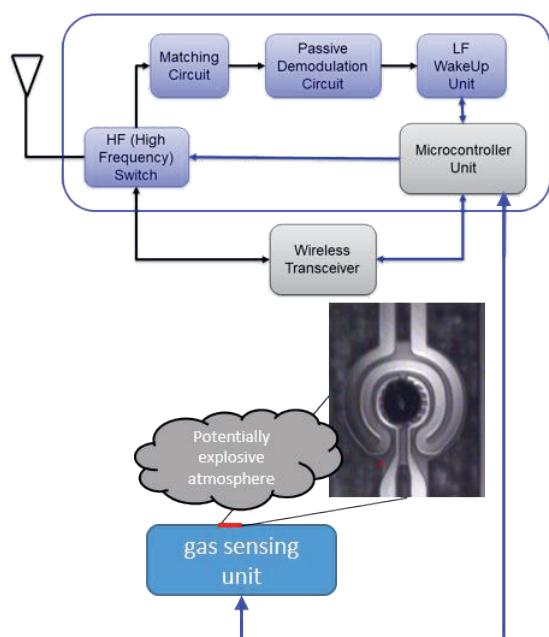 Matching
Circuit
Passive
Demodulation
Circuit
LF
WakeUp
Unit
HF (High
Frequency)
Switch
Microcontroller
Unit
Wireless
Transceiver
Potentially
explosive
atmosphere
gas sensing
unit